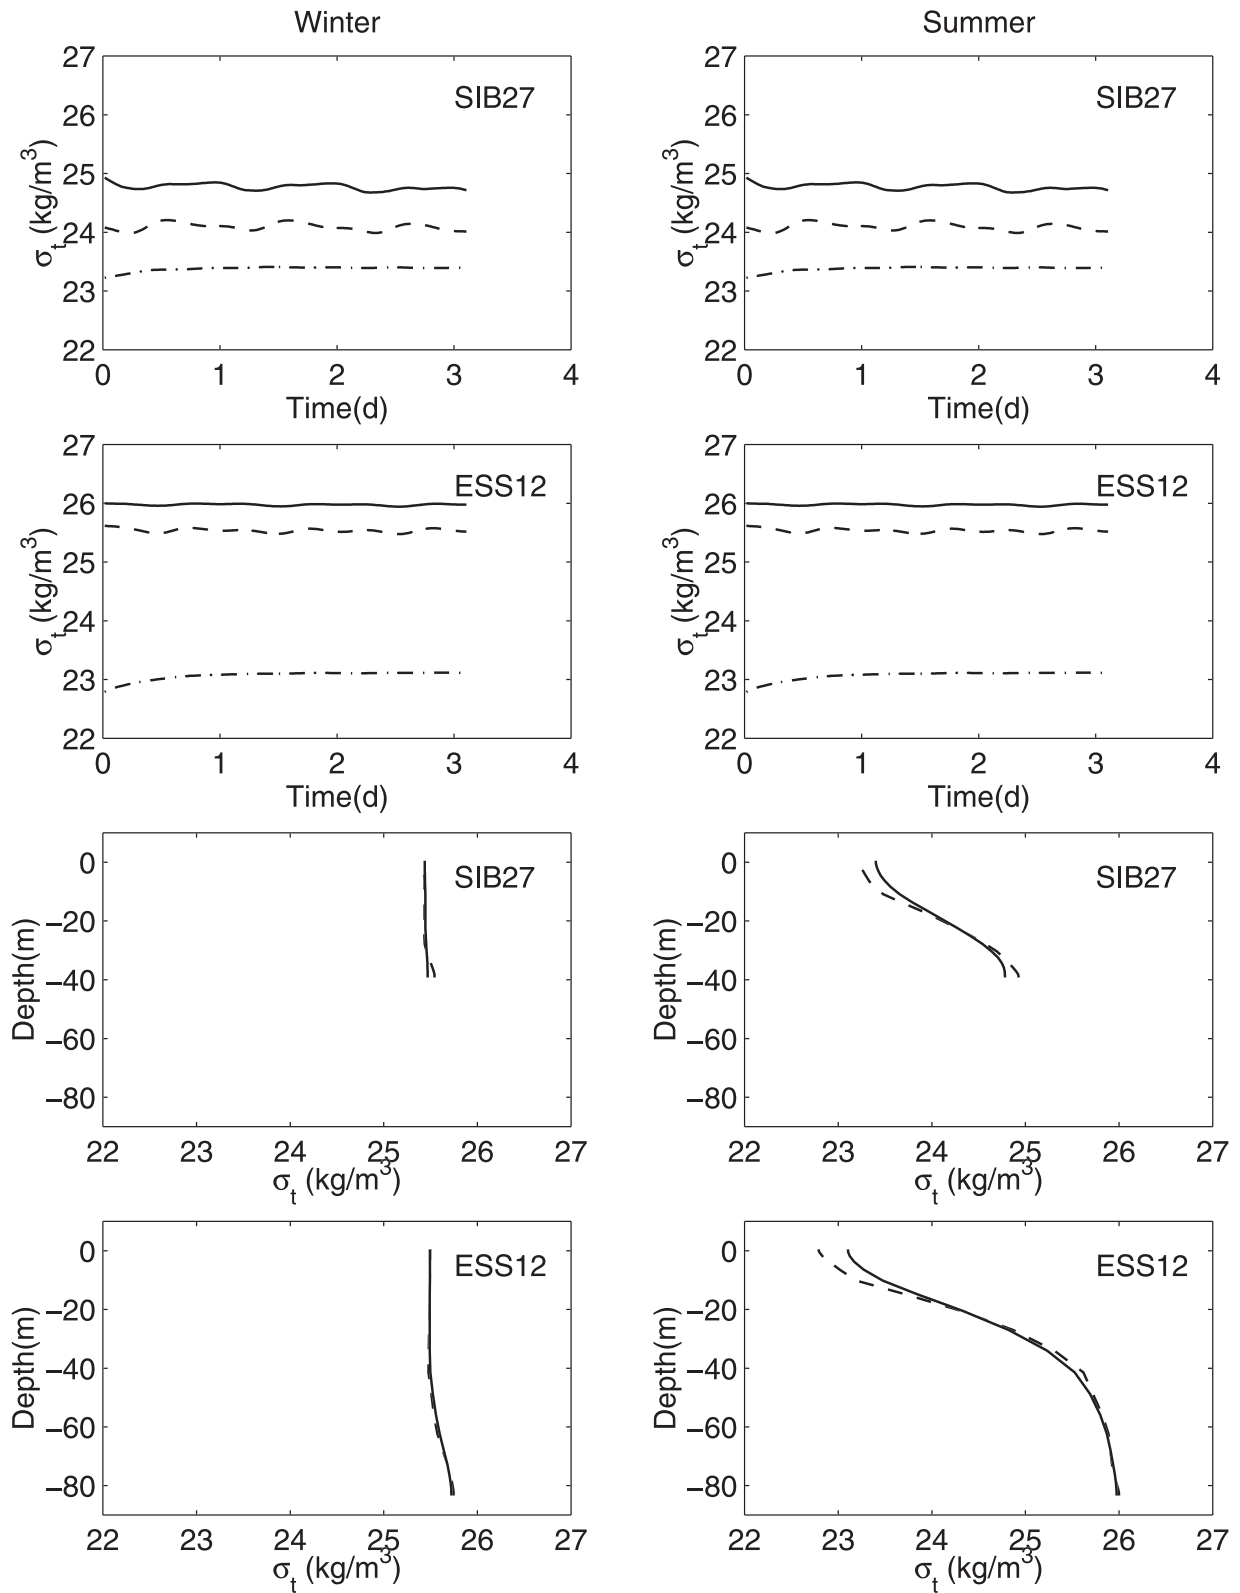 Winter
Summer
27
26
25
24
23
22
σt (kg/m3)
SIB27
0 1 2 3 4
Time(d)
27
26
25
24
23
22
σt (kg/m3)
SIB27
0 1 2 3 4
Time(d)
27
26
25
24
23
22
σt (kg/m3)
ESS12
0 1 2 3 4
Time(d)
27
26
25
24
23
22
σt (kg/m3)
ESS12
0 1 2 3 4
Time(d)
0
−20
−40
−60
−80
Depth(m)
SIB27
22 23 24 25 26 27
σt (kg/m3)
0
−20
−40
−60
−80
Depth(m)
SIB27
22 23 24 25 26 27
σt (kg/m3)
0
−20
−40
−60
−80
Depth(m)
ESS12
22 23 24 25 26 27
σt (kg/m3)
0
−20
−40
−60
−80
Depth(m)
ESS12
22 23 24 25 26 27
σt (kg/m3)